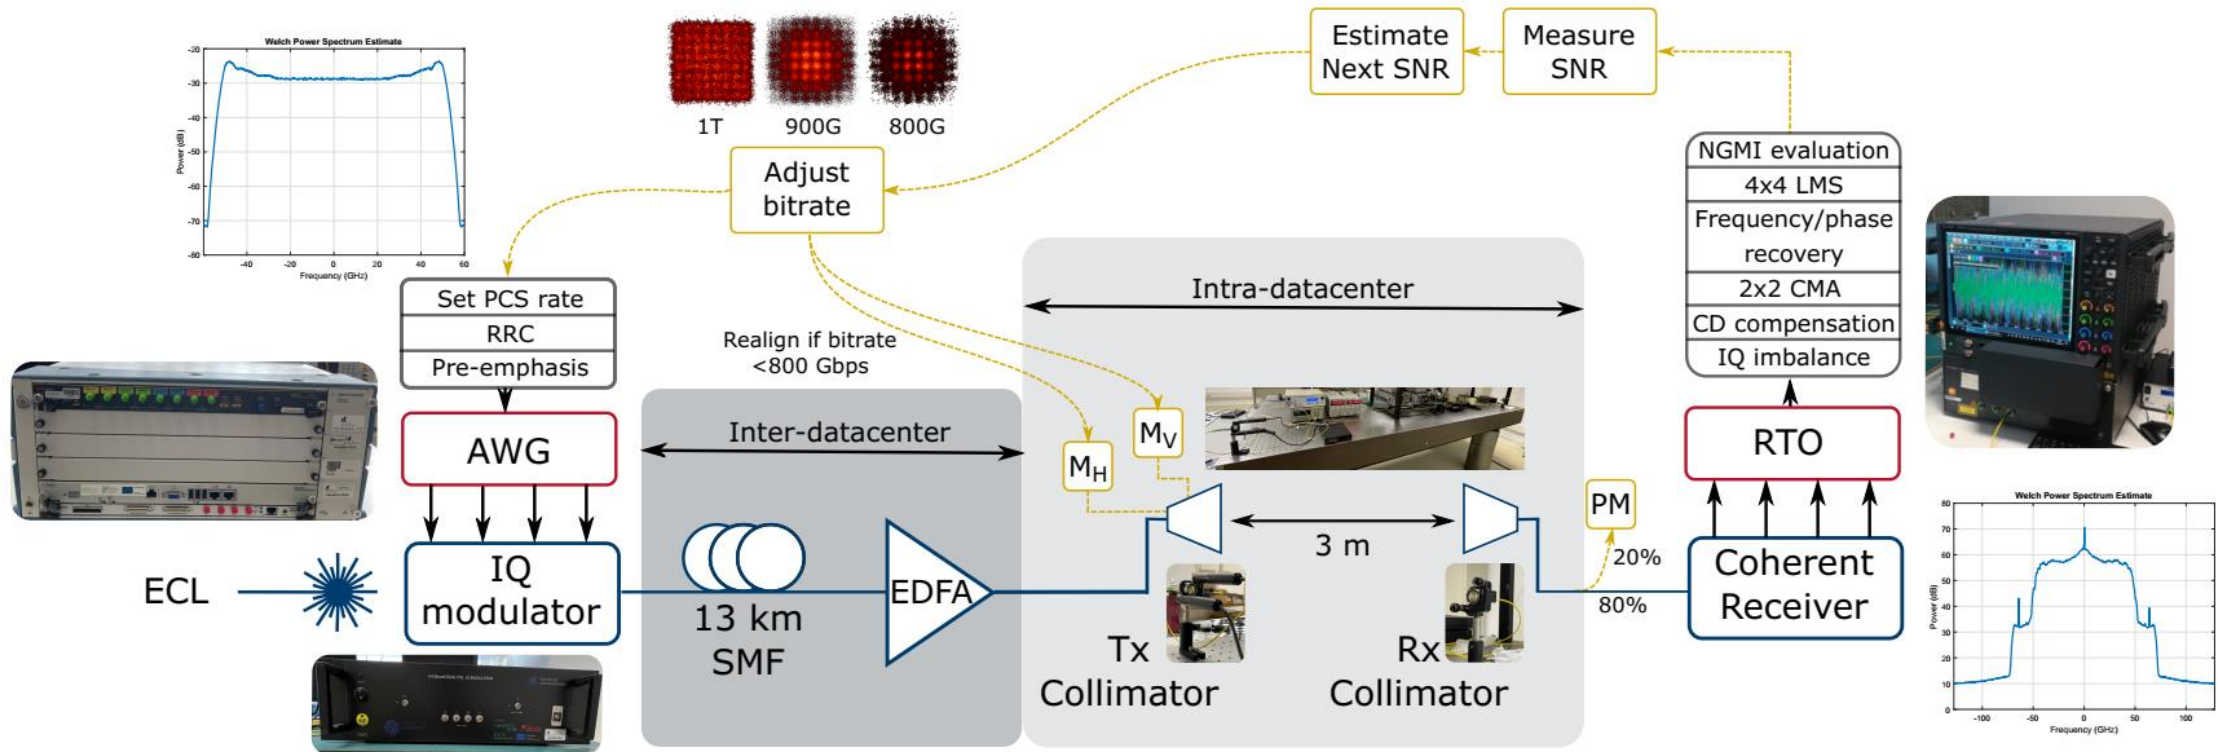 Welch Power Spectrum Estimate
Power (dB)
-20
-30
-40
-50
-60
-70
-80
-40
-20
0
20
40
60
Frequency (GHz)
1T
900G
800G
Estimate
Next SNR
Measure
SNR
Adjust
bitrate
Set PCS rate
RRC
Pre-emphasis
Realign if bitrate
<800 Gbps
NGMI evaluation
4x4 LMS
Frequency/phase
recovery
2x2 CMA
CD compensation
IQ imbalance
Intra-datacenter
Inter-datacenter
AWG
MH
MV
RTO
ECL
IQ
modulator
13 km
SMF
EDFA
3 m
PM
20%
80%
Tx
Collimator
Rx
Collimator
Coherent
Receiver
Welch Power Spectrum Estimate
Power (dB)
80
70
60
50
40
30
20
10
0
-100
-50
0
50
100
Frequency (GHz)